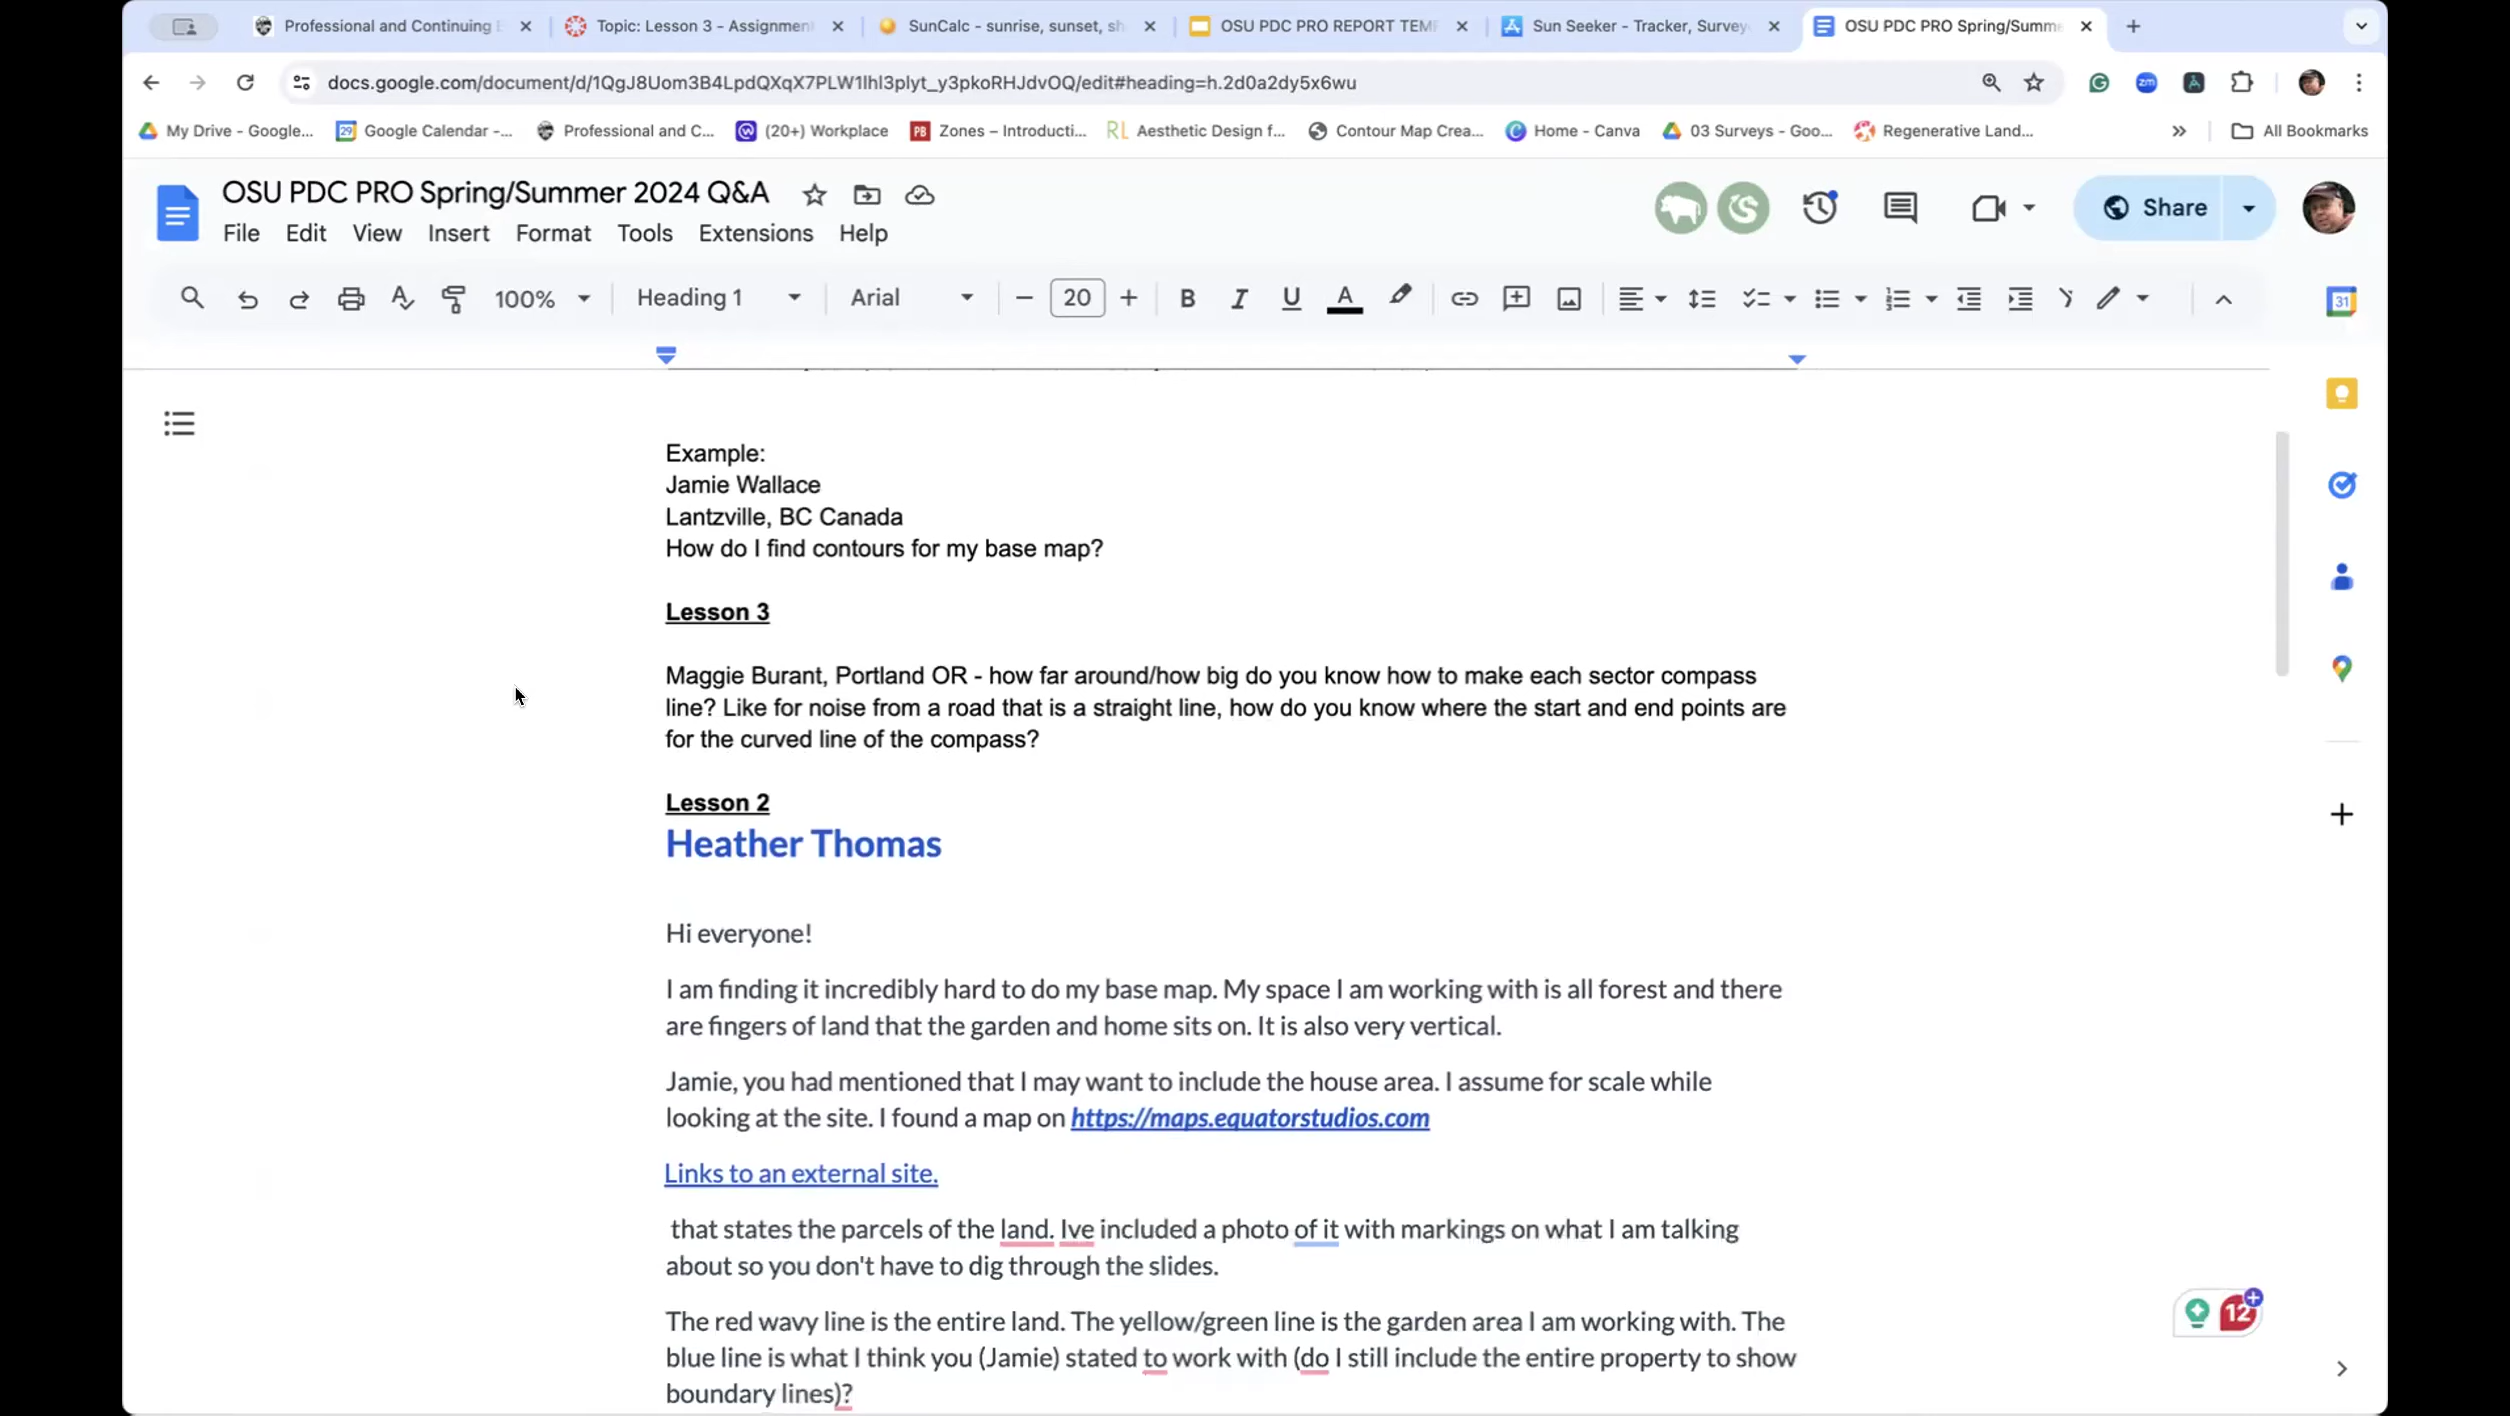 Professional and Continuing E
Topic: Lesson 3 - Assignment
SunCalc - sunrise, sunset, sh
OSU PDC PRO REPORT TEMP
Sun Seeker - Tracker, Survey
OSU PDC PRO Spring/Summe
docs.google.com/document/d/1QgJ8Uom3B4LpdQXqX7PLW1lhl3plyt_y3pkoRHJdvOQ/edit#heading=h.2d0a2dy5x6wu
zm
My Drive - Google...
29
Google Calendar -...
Professional and C...
(20+) Workplace
PB
Zones – Introducti...
RL
Aesthetic Design f...
Contour Map Crea...
Home - Canva
03 Surveys - Goo...
Regenerative Land...
All Bookmarks
OSU PDC PRO Spring/Summer 2024 Q&A
File Edit View Insert Format Tools Extensions Help
Share
100%
Heading 1
Arial
20
B I U A
31
Example:
Jamie Wallace
Lantzville, BC Canada
How do I find contours for my base map?
Lesson 3
Maggie Burant, Portland OR - how far around/how big do you know how to make each sector compass
line? Like for noise from a road that is a straight line, how do you know where the start and end points are
for the curved line of the compass?
Lesson 2
Heather Thomas
Hi everyone!
I am finding it incredibly hard to do my base map. My space I am working with is all forest and there
are fingers of land that the garden and home sits on. It is also very vertical.
Jamie, you had mentioned that I may want to include the house area. I assume for scale while
looking at the site. I found a map on https://maps.equatorstudios.com
Links to an external site.
that states the parcels of the land. Ive included a photo of it with markings on what I am talking
about so you don't have to dig through the slides.
The red wavy line is the entire land. The yellow/green line is the garden area I am working with. The
blue line is what I think you (Jamie) stated to work with (do I still include the entire property to show
boundary lines)?
12